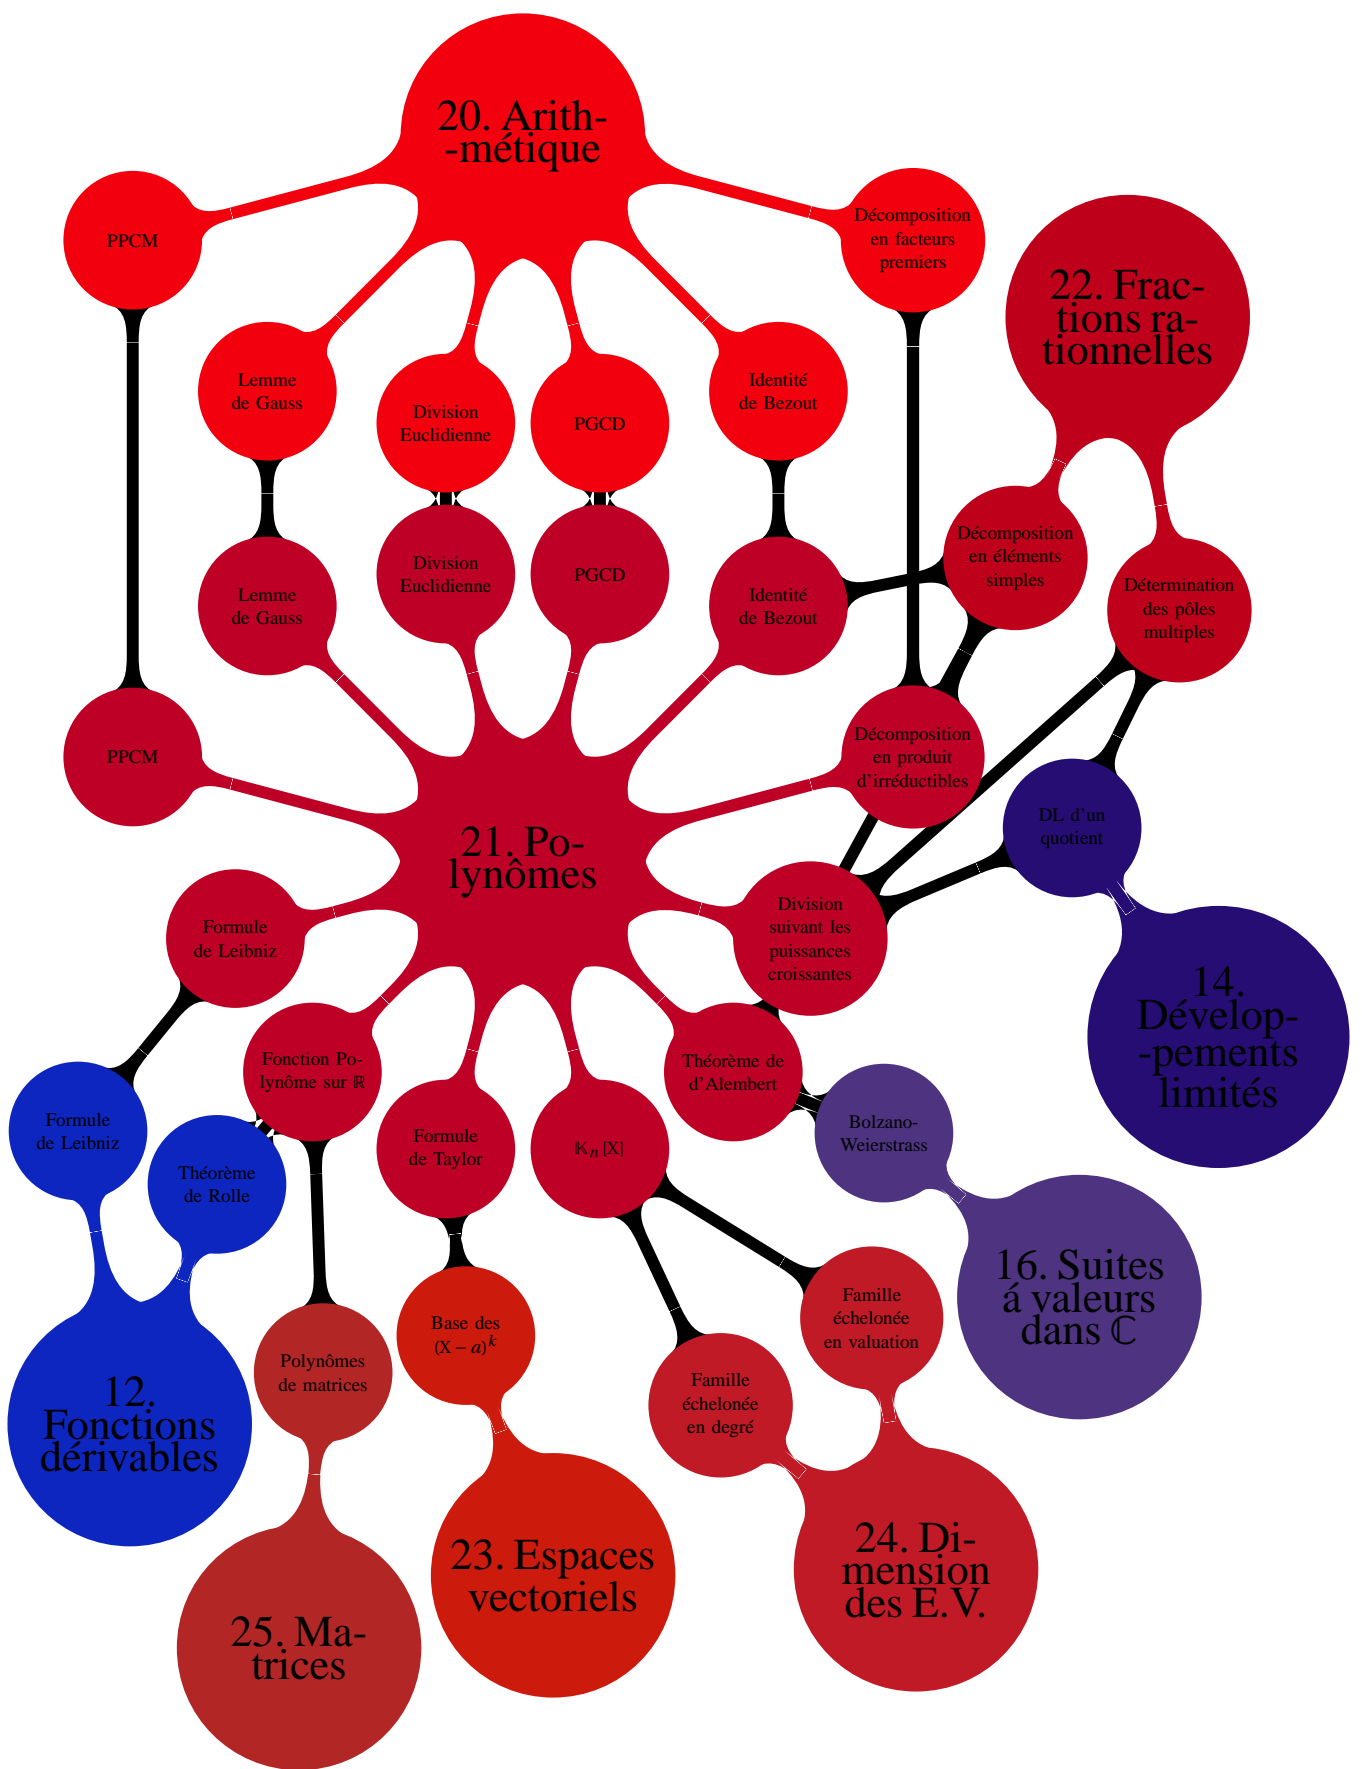 20. Arith-
-métique
PPCM
Décomposition
en facteurs
premiers
22. Frac-
tions ra-
tionnelles
Lemme
de Gauss
Division
Euclidienne
PGCD
Identité
de Bezout
Décomposition
en éléments
simples
Lemme
de Gauss
Division
Euclidienne
PGCD
Identité
de Bezout
Détermination
des pôles
multiples
PPCM
Décomposition
en produit
d'irréductibles
DL d'un
quotient
21. Po-
lynômes
Formule
de Leibniz
Division
suivant les
puissances
croissantes
14.
Dévelop-
-pements
limités
Fonction Po-
lynôme sur ℝ
Théorème de
d'Alembert
Formule
de Leibniz
Théorème
de Rolle
Formule
de Taylor
𝕂n [X]
Bolzano-
Weierstrass
16. Suites
á valeurs
dans ℂ
Base des
(X − a)^k
Famille
échelonée
en valuation
Polynômes
de matrices
Famille
échelonée
en degré
12.
Fonctions
dérivables
23. Espaces
vectoriels
24. Di-
mension
des E.V.
25. Ma-
trices